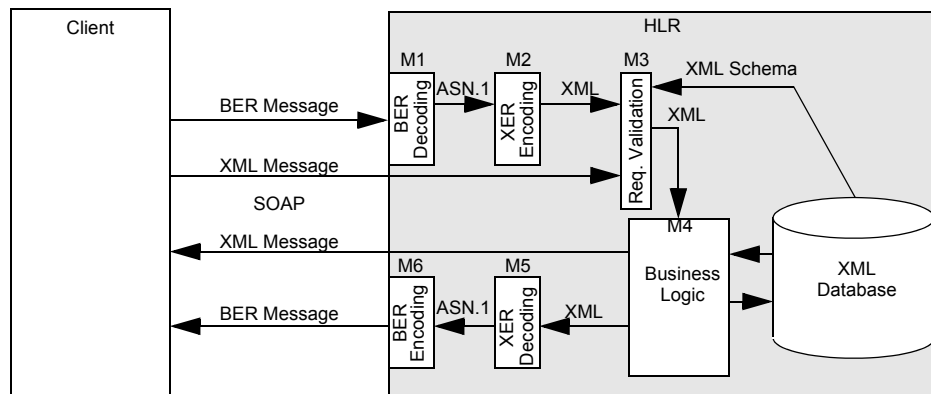 Client
HLR
M1
M2
M3
XML Schema
BER Message
BER
Decoding
ASN.1
XER
Encoding
XML
Req. Validation
XML
XML Message
SOAP
XML Message
M4
Business
Logic
XML
Database
M6
M5
BER Message
BER
Encoding
ASN.1
XER
Decoding
XML